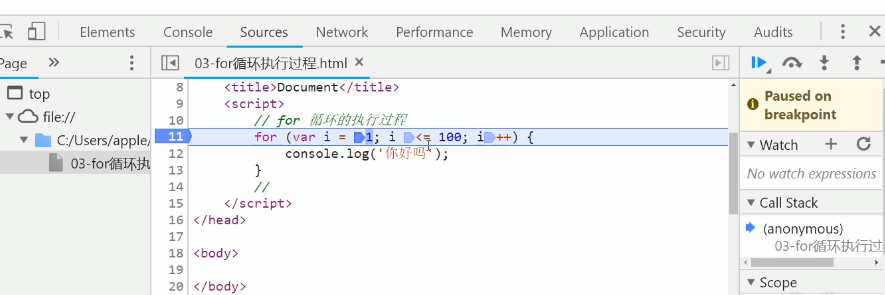 Elements Console Sources Network Performance Memory Application Security Audits
Page
top
file://
C:/Users/apple/
03-for循环执
03-for循环执行过程.html
8 <title>Document</title>
9 <script>
10 // for 循环的执行过程
11 for (var i = 1; i <= 100; i++) {
12 console.log('你好吗');
13 }
14 //
15 </script>
16 </head>
17
18 <body>
19
20 </body>
Paused on
breakpoint
Watch
No watch expressions
Call Stack
(anonymous)
03-for循环执行过
Scope